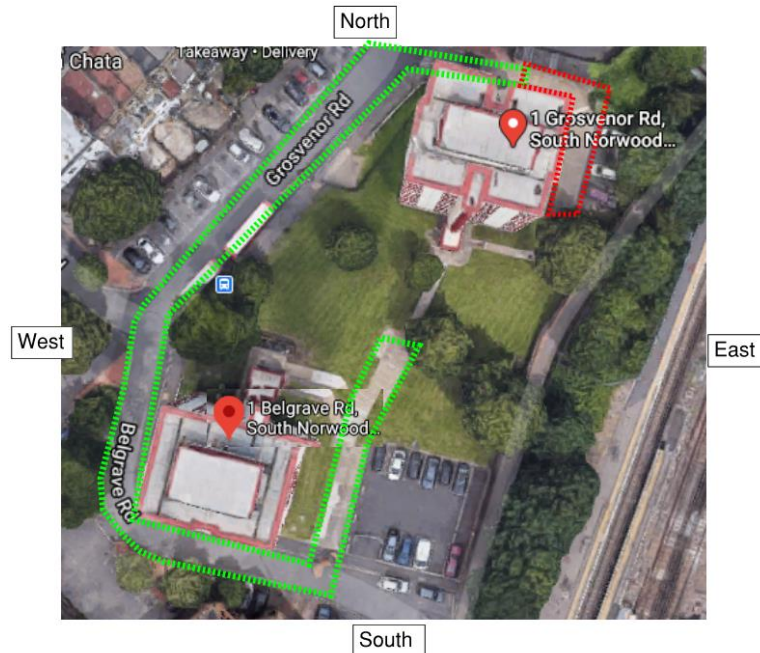 North
Chata
Takeaway • Delivery
Grosvenor Rd
1 Grosvenor Rd,
South Norwood...
West
East
1 Belgrave Rd,
South Norwood...
Belgrave Rd
South